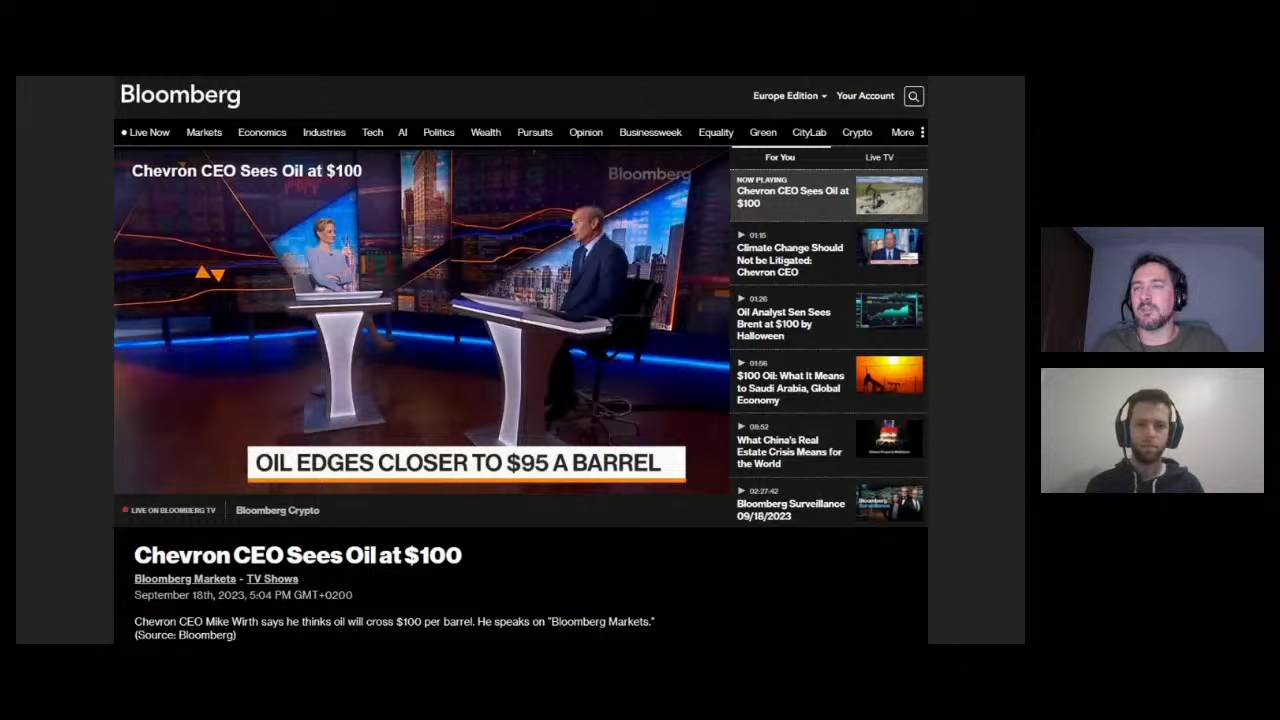 Bloomberg
Europe Edition
Your Account
Live Now
Markets
Economics
Industries
Tech
AI
Politics
Wealth
Pursuits
Opinion
Businessweek
Equality
Green
CityLab
Crypto
More
Chevron CEO Sees Oil at $100
Bloomberg
OIL EDGES CLOSER TO $95 A BARREL
LIVE ON BLOOMBERG TV
Bloomberg Crypto
For You
Live TV
NOW PLAYING
Chevron CEO Sees Oil at
$100
01:15
Climate Change Should
Not be Litigated:
Chevron CEO
01:26
Oil Analyst Sen Sees
Brent at $100 by
Halloween
01:56
$100 Oil: What It Means
to Saudi Arabia, Global
Economy
08:52
What China's Real
Estate Crisis Means for
the World
02:27:42
Bloomberg Surveillance
09/18/2023
Chevron CEO Sees Oil at $100
Bloomberg Markets - TV Shows
September 18th, 2023, 5:04 PM GMT+0200
Chevron CEO Mike Wirth says he thinks oil will cross $100 per barrel. He speaks on "Bloomberg Markets."
(Source: Bloomberg)